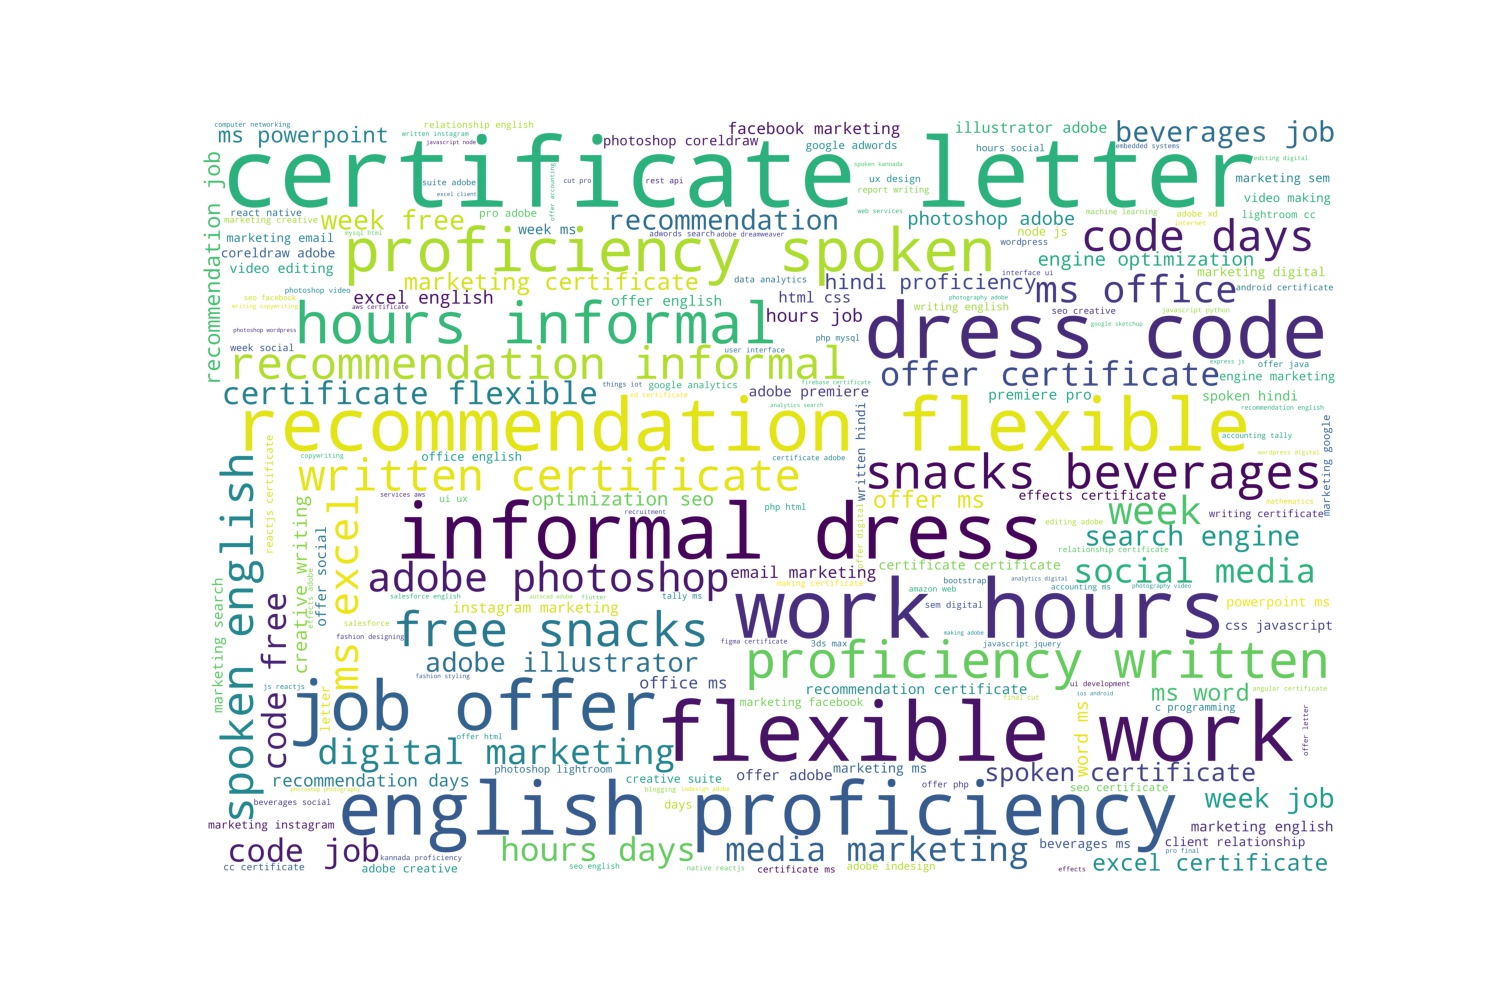 computer networking
relationship english
facebook marketing
illustrator adobe
beverages job
ms powerpoint
written instagram
javascript node
photoshop coreldraw
google adwords
hours social
embedded systems
certificate letter
editing digital
recommendation job
suite adobe
excel client
offer accounting
cut pro
rest api
spoken kannada
ux design
report writing
marketing sem
video making
react native
marketing creative
week free
pro adobe
week ms
recommendation
web services
photoshop adobe
machine learning
adobe xd
internet
lightroom cc
marketing email
mysql html
adwords search
adobe dreamweaver
node js
wordpress
code days
coreldraw adobe
proficiency spoken
engine optimization
video editing
marketing certificate
data analytics
hindi proficiency
interface ui
marketing digital
ms office
android certificate
photoshop video
seo facebook
writing copywriting
excel english
aws certificate
offer english
html css
photography adobe
writing english
seo creative
javascript python
hours informal
hours job
google sketchup
dress code
photoshop wordpress
week social
php mysql
user interface
recommendation informal
express js
offer java
offer certificate
engine marketing
certificate flexible
things iot
google analytics
xd certificate
firebase certificate
adobe premiere
premiere pro
spoken hindi
analytics search
recommendation english
recommendation flexible
written hindi
accounting tally
marketing google
reactjs certificate
copywriting
office english
certificate adobe
wordpress digital
written certificate
snacks beverages
spoken english
services aws
ms excel
creative writing
ui ux
optimization seo
recruitment
php html
offer ms
effects certificate
mathematics
week
writing certificate
offer social
informal dress
offer digital
editing adobe
search engine
relationship certificate
effects adobe
adobe photoshop
email marketing
making certificate
certificate certificate
social media
bootstrap
amazon web
analytics digital
accounting ms
photography video
marketing search
code free
salesforce english
autocad adobe
flutter
tally ms
instagram marketing
work hours
sem digital
powerpoint ms
css javascript
salesforce
fashion designing
free snacks
figma certificate
3ds max
making adobe
javascript jquery
proficiency written
adobe illustrator
fashion styling
office ms
js reactjs
letter
job offer
recommendation certificate
marketing facebook
final cut
ui development
ios android
ms word
c programming
angular certificate
flexible work
word ms
offer letter
offer html
digital marketing
photoshop lightroom
recommendation days
creative suite
offer adobe
marketing ms
offer php
spoken certificate
seo certificate
photoshop photography
blogging
indesign adobe
beverages social
days
english proficiency
week job
marketing instagram
marketing english
code job
kannada proficiency
hours days
media marketing
beverages ms
client relationship
pro final
cc certificate
adobe creative
seo english
native reactjs
certificate ms
adobe indesign
effects
excel certificate